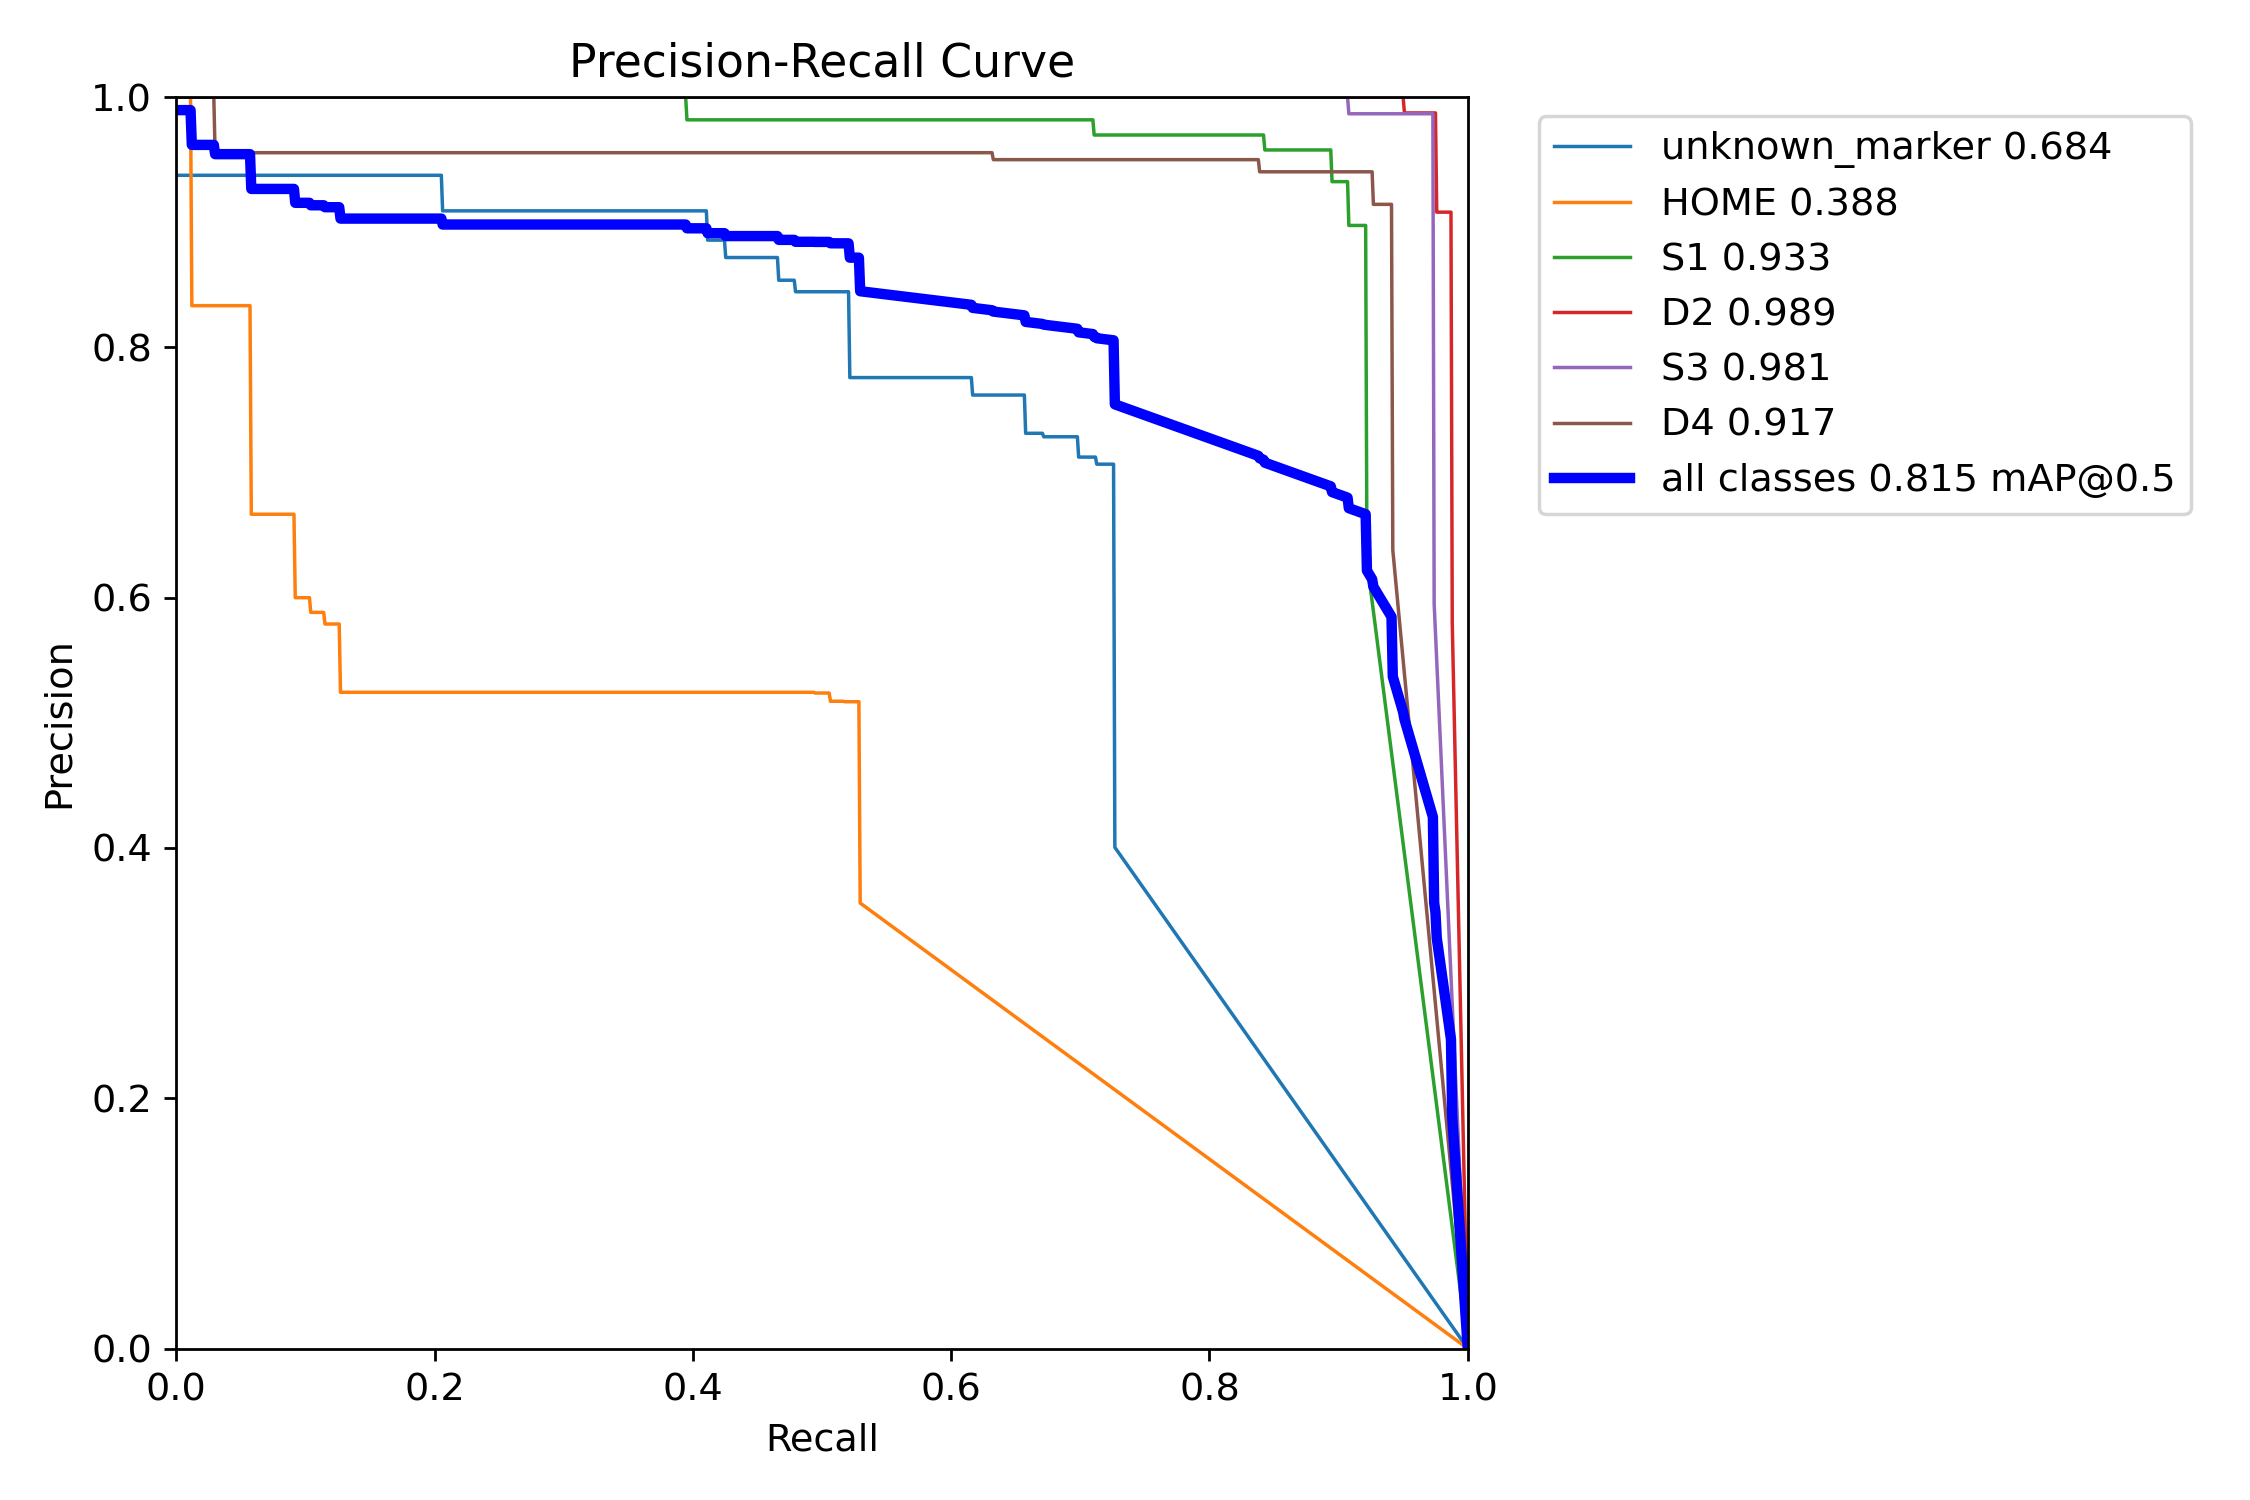 Precision-Recall Curve
1.0
0.8
0.6
0.4
0.2
0.0
Precision
0.0 0.2 0.4 0.6 0.8 1.0
Recall
unknown_marker 0.684
HOME 0.388
S1 0.933
D2 0.989
S3 0.981
D4 0.917
all classes 0.815 mAP@0.5